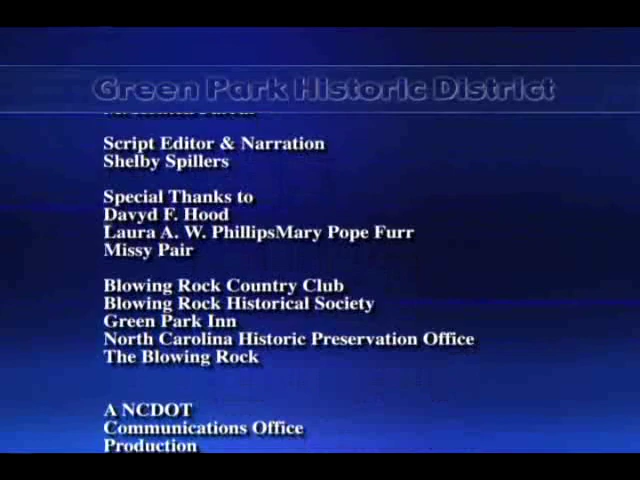 Green Park Historic District
Script Editor & Narration
Shelby Spillers
Special Thanks to
Davyd F. Hood
Laura A. W. PhillipsMary Pope Furr
Missy Pair
Blowing Rock Country Club
Blowing Rock Historical Society
Green Park Inn
North Carolina Historic Preservation Office
The Blowing Rock
A NCDOT
Communications Office
Production